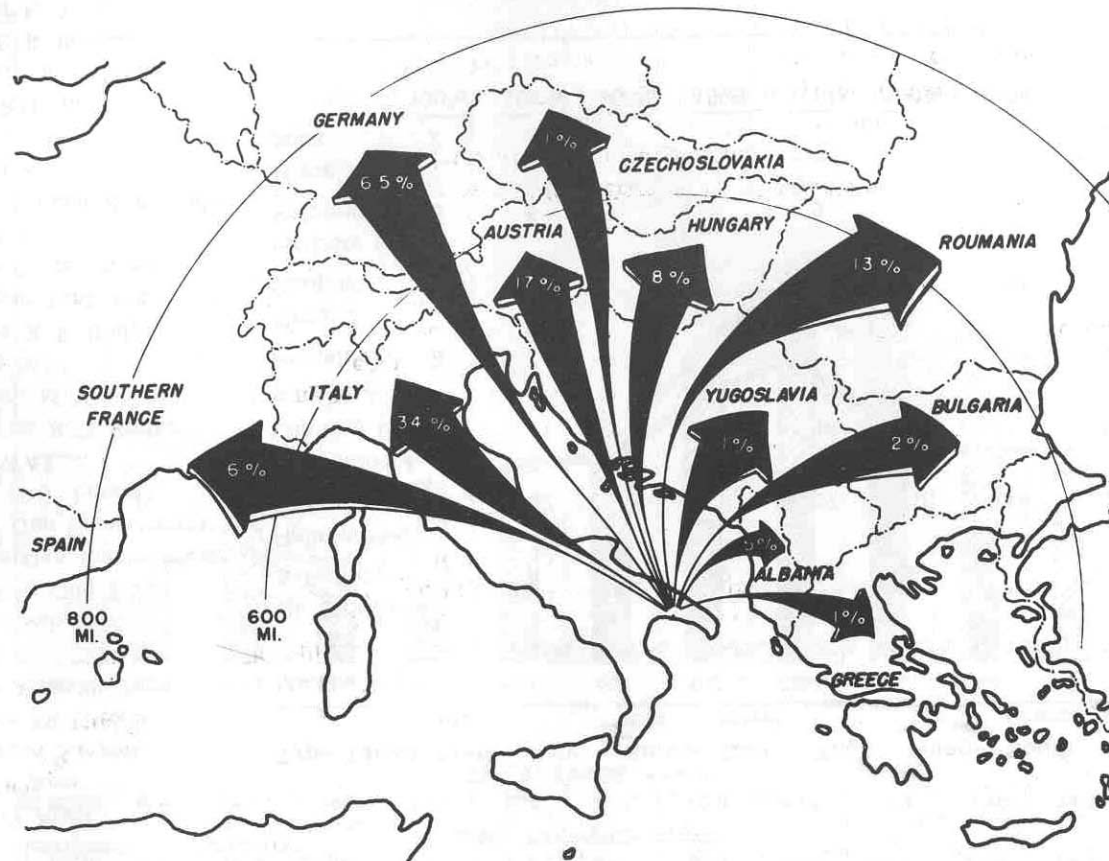 GERMANY
6.5%
1%
CZECHOSLOVAKIA
AUSTRIA
HUNGARY
ROUMANIA
17%
8%
13%
SOUTHERN
FRANCE
ITALY
YUGOSLAVIA
BULGARIA
34%
6%
1%
2%
SPAIN
5%
ALBANIA
800
MI.
600
MI.
1%
GREECE